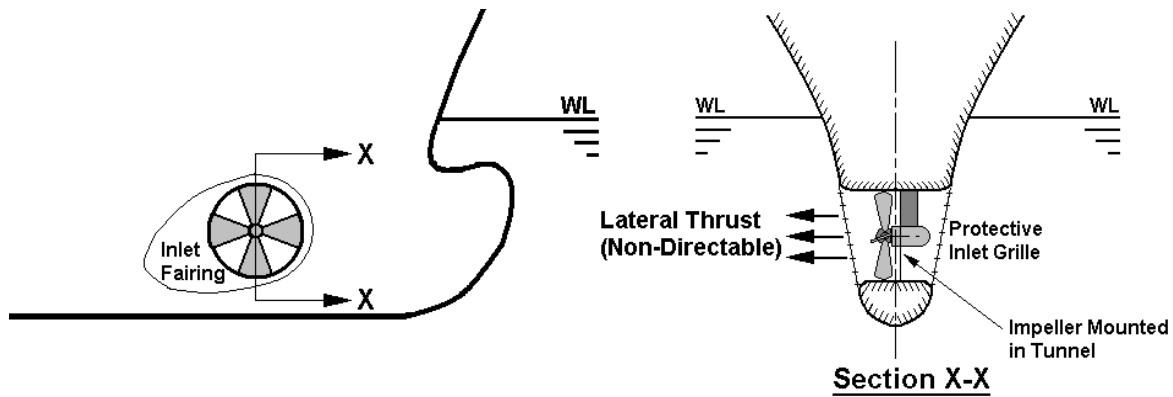 WL
X
Inlet
Fairing
X
WL
WL
Lateral Thrust
(Non-Directable)
Protective
Inlet Grille
Impeller Mounted
in Tunnel
Section X-X